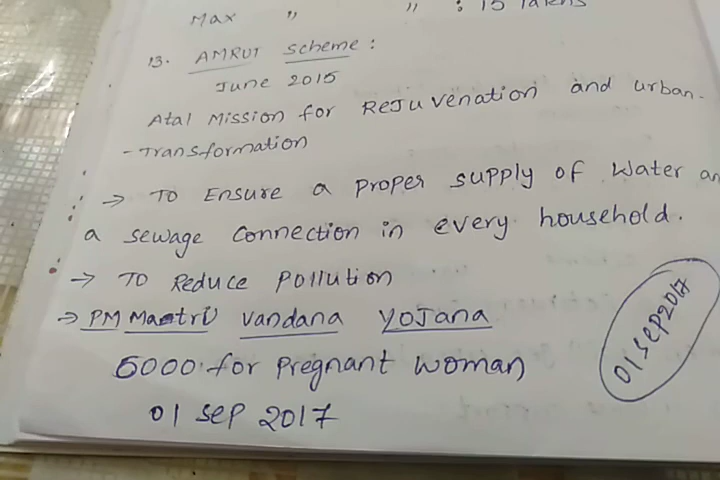 Max " " : 15 lakhs
13. AMRUT scheme :
June 2015
Atal Mission for Rejuvenation and urban-
- Transformation
→ To Ensure a proper supply of Water an
a sewage connection in every household.
→ To Reduce pollution
→ PM Maatru Vandana Yojana
5000 for pregnant woman
01 sep 2017
01 sep 2017